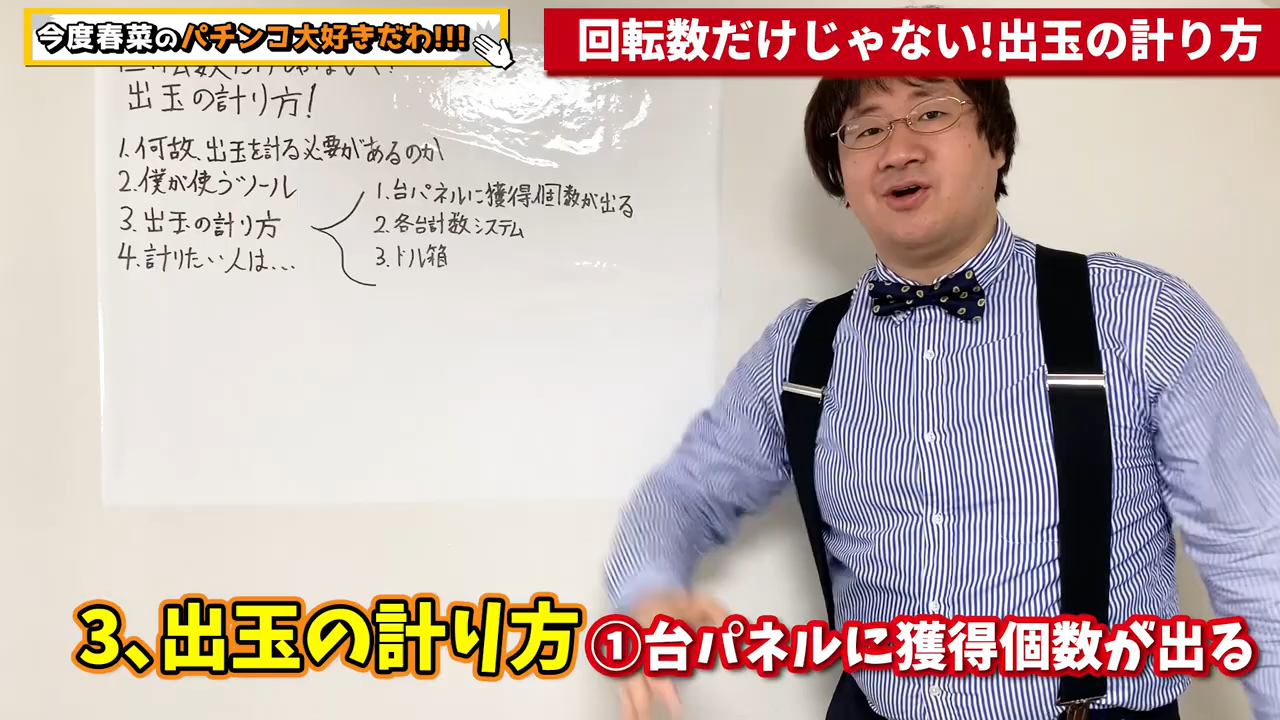 今度春菜のパチンコ大好きだわ!!!
回転数だけじゃない!出玉の計り方
だけじゃない!
出玉の計り方!
1.何故、出玉を計る必要があるのか
2.僕が使うツール
3.出玉の計り方
4.計りたい人は...
1.台パネルに獲得個数が出る
2.各台計数システム
3.ドル箱
3、出玉の計り方
①台パネルに獲得個数が出る